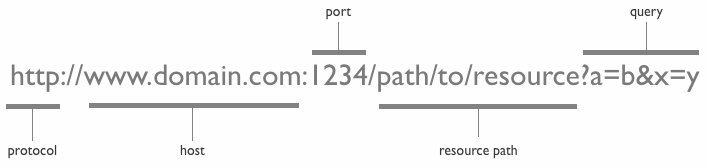 port
query
http://www.domain.com:1234/path/to/resource?a=b&x=y
protocol
host
resource path